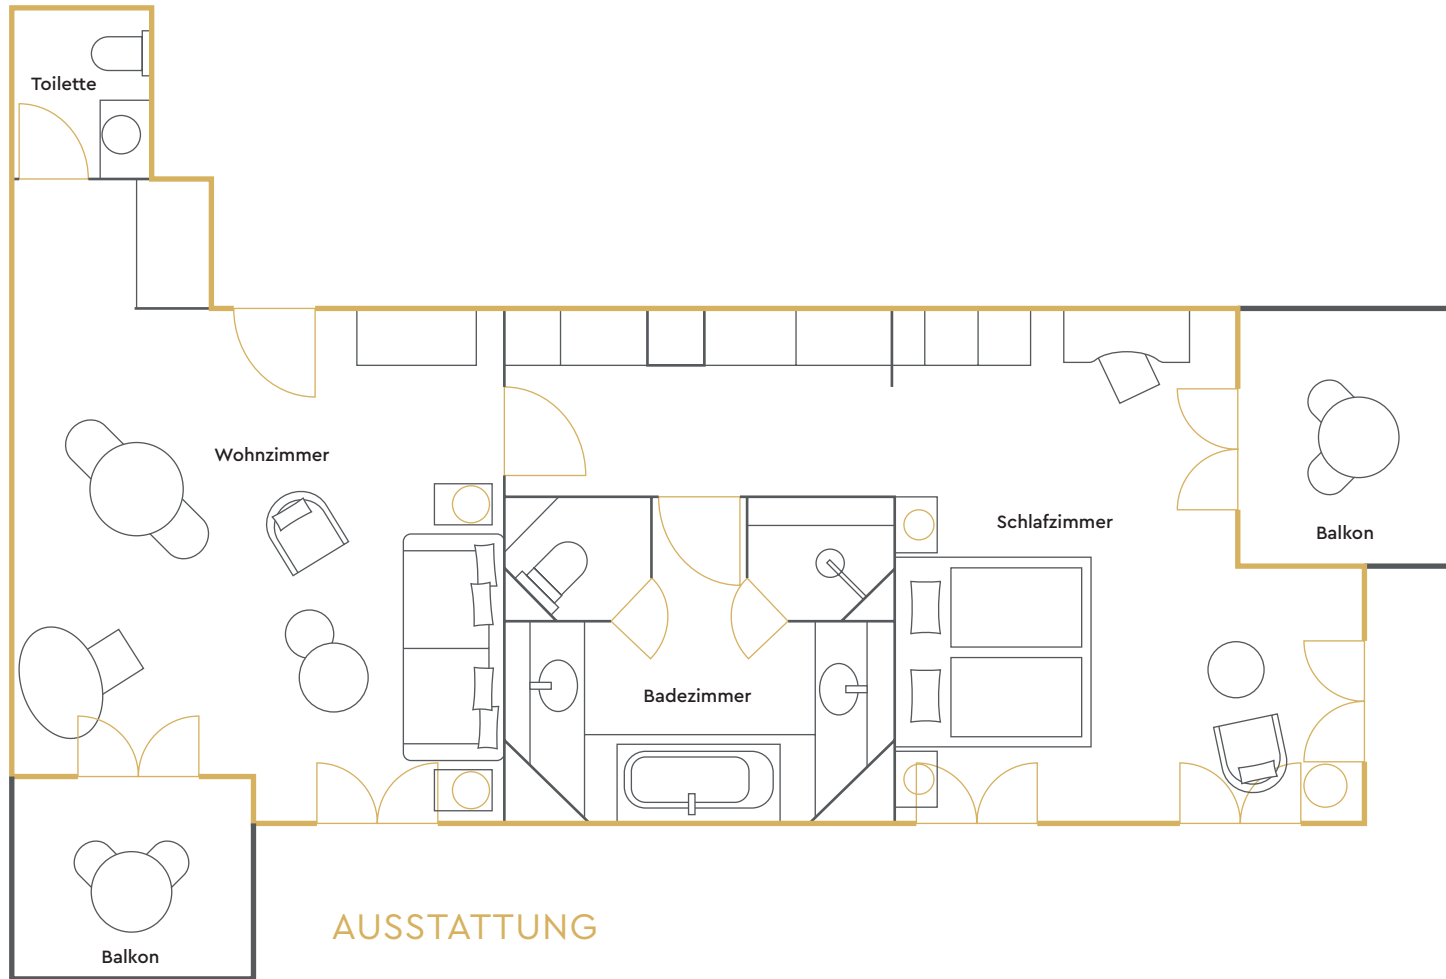 Toilette
Wohnzimmer
Schlafzimmer
Balkon
Badezimmer
AUSSTATTUNG
Balkon